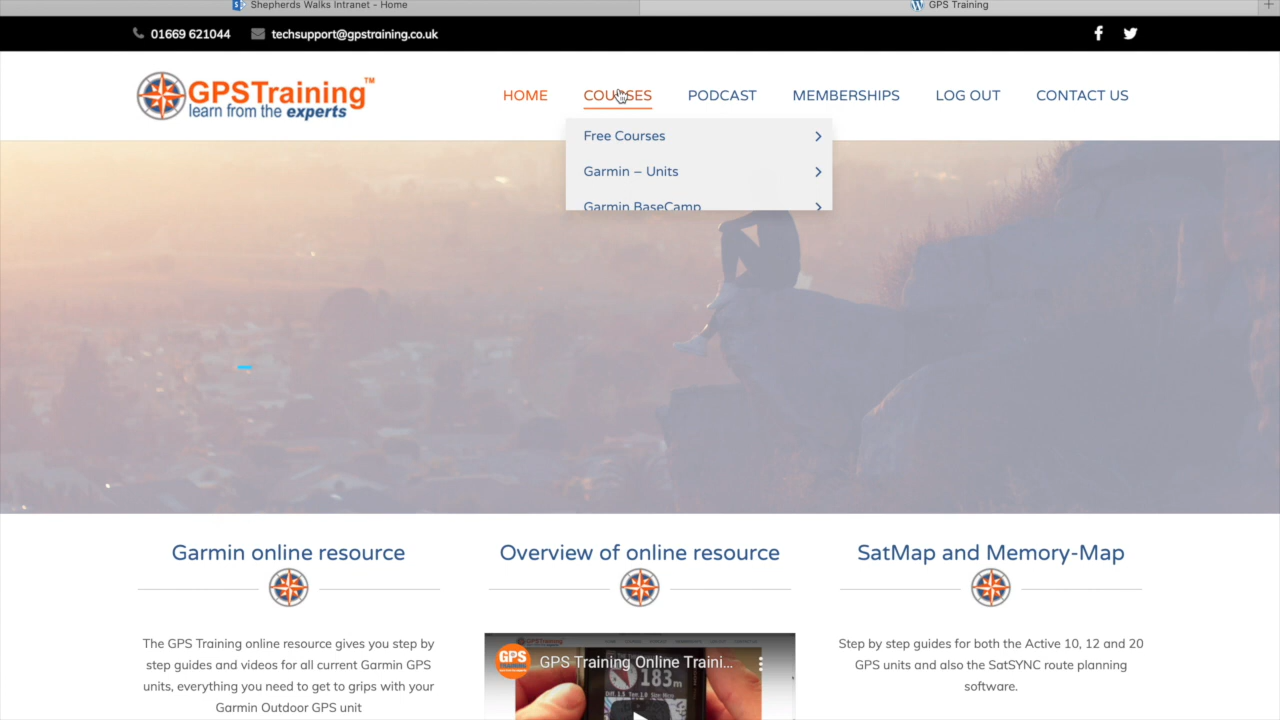 Shepherds Walks Intranet - Home
GPS Training
01669 621044
techsupport@gpstraining.co.uk
GPSTraining™
learn from the experts
HOME
COURSES
PODCAST
MEMBERSHIPS
LOG OUT
CONTACT US
Free Courses
Garmin – Units
Garmin BaseCamp
Garmin online resource
The GPS Training online resource gives you step by
step guides and videos for all current Garmin GPS
units, everything you need to get to grips with your
Garmin Outdoor GPS unit
Overview of online resource
GPS
GPS Training Online Traini...
183m
SatMap and Memory-Map
Step by step guides for both the Active 10, 12 and 20
GPS units and also the SatSYNC route planning
software.